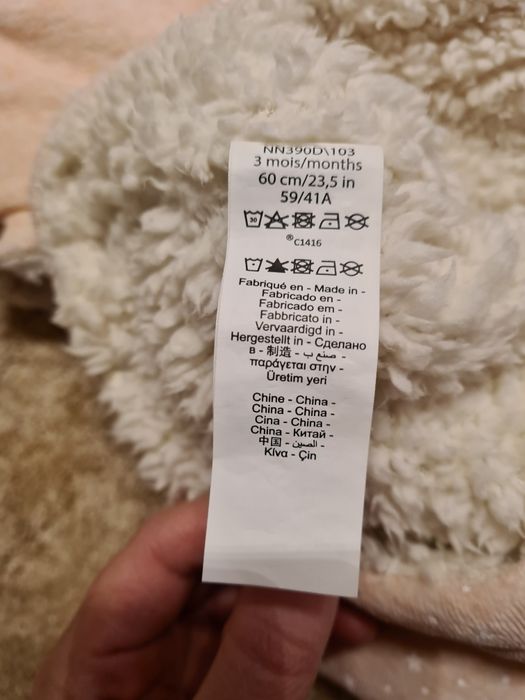 NN390D\103
3 mois/months
60 cm/23,5 in
59/41A
30
®C1416
Fabriqué en - Made in -
Fabricado en -
Fabricado em -
Fabbricato in -
Vervaardigd in -
Hergestellt in - Сделано
в - 制造 - صنع ب -
παράγεται στην -
Üretim yeri
Chine - China -
China - China -
Cina - China -
China - Китай -
中国 - الصين -
Κίνα - Çin